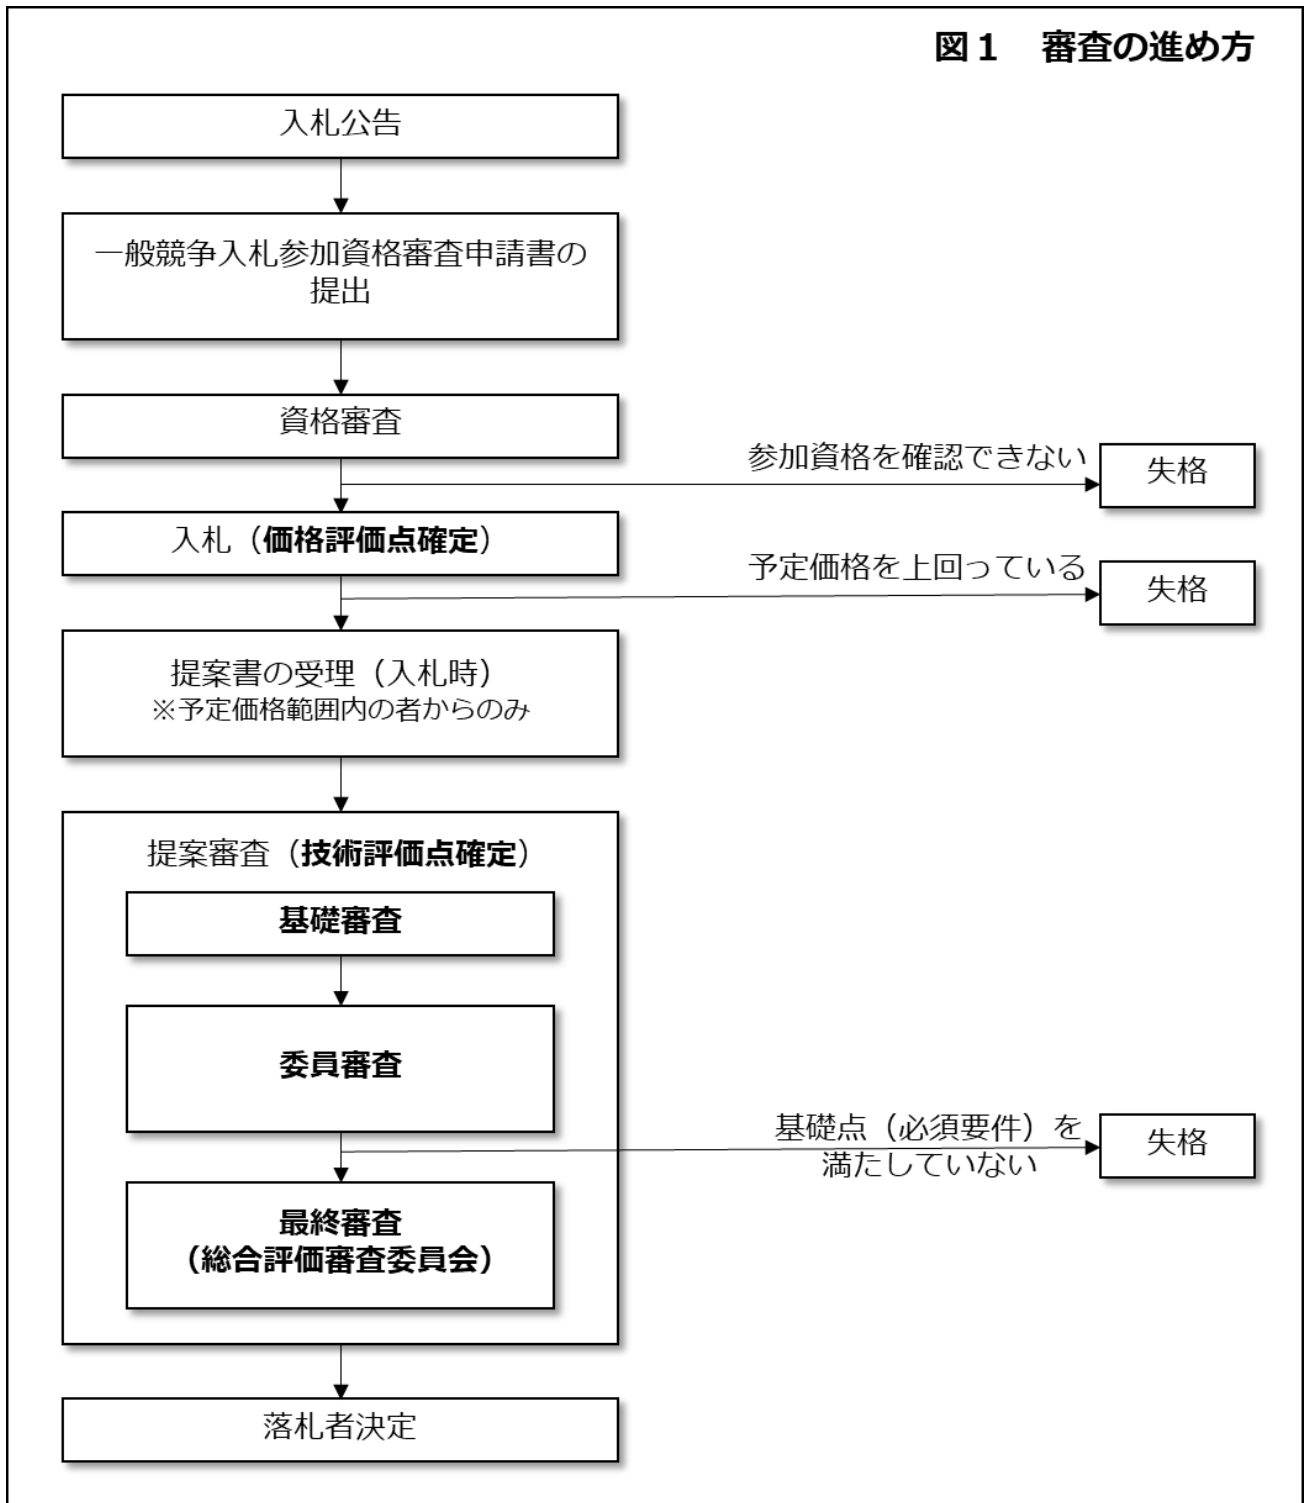 図１　審査の進め方
入札公告
一般競争入札参加資格審査申請書の
提出
資格審査
参加資格を確認できない
失格
入札（価格評価点確定）
予定価格を上回っている
失格
提案書の受理（入札時）
※予定価格範囲内の者からのみ
提案審査（技術評価点確定）
基礎審査
委員審査
基礎点（必須要件）を
満たしていない
失格
最終審査
（総合評価審査委員会）
落札者決定